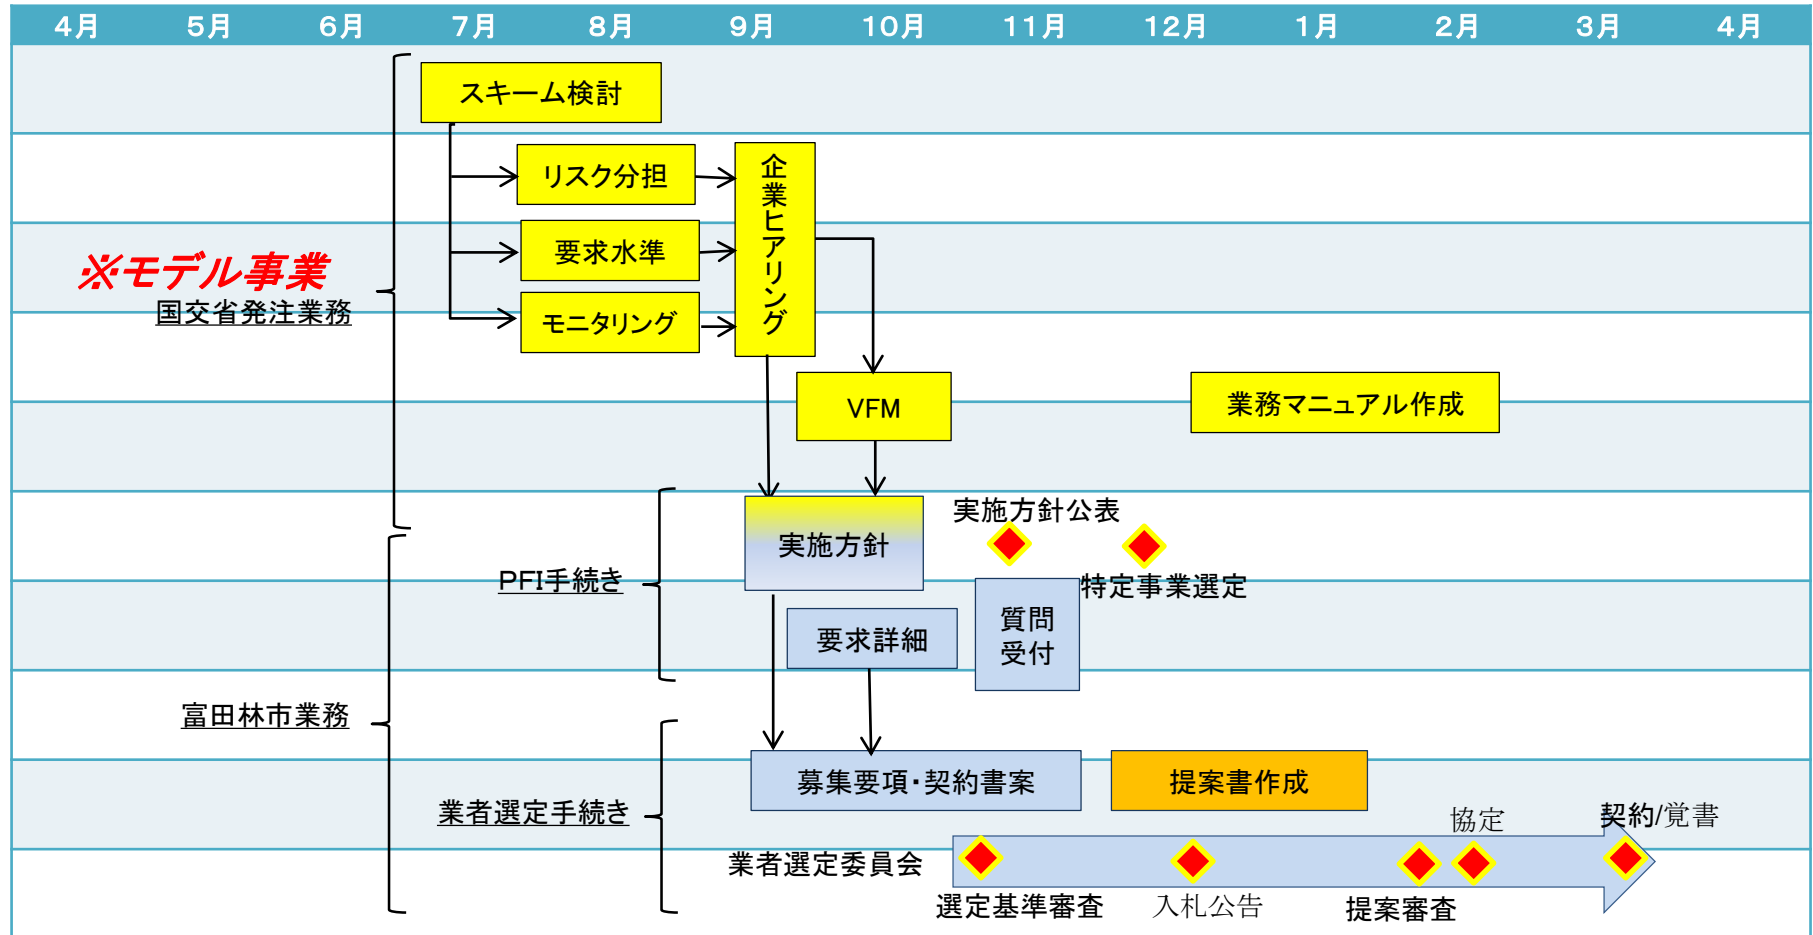 4月 5月 6月 7月 8月 9月 10月 11月 12月 1月 2月 3月 4月
スキーム検討
リスク分担
要求水準
モニタリング
企業ヒアリング
※モデル事業
国交省発注業務
VFM
業務マニュアル作成
実施方針
実施方針公表
特定事業選定
PFI手続き
要求詳細
質問
受付
富田林市業務
募集要項・契約書案
提案書作成
業者選定手続き
協定
契約/覚書
業者選定委員会
選定基準審査
入札公告
提案審査